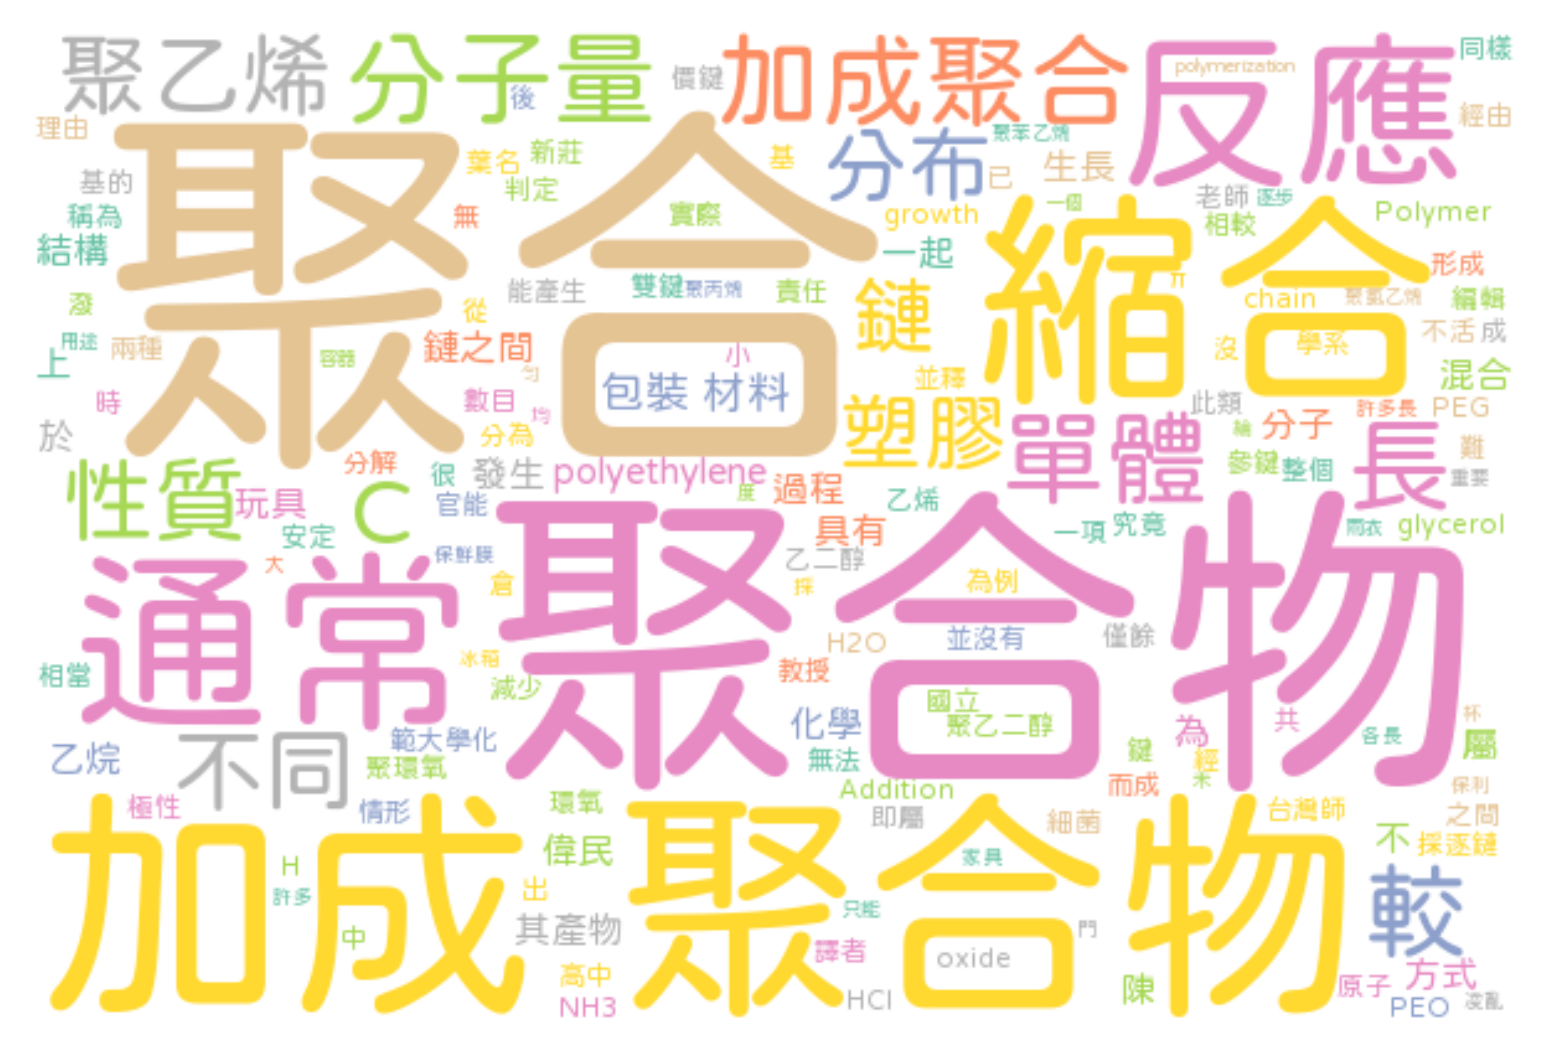 聚乙烯
分子量
後
價鍵
加成聚合
反應
polymerization
同樣
理由
聚合
葉名
新莊
判定
基
分布
聚苯乙烯
已
生長
經由
基的
稱為
結構
無
實際
growth
一個
老師
逐步
相較
Polymer
一起
縮合
形成
潑
能產生
雙鍵
聚丙烯
責任
鏈
π
chain
聚氯乙烯
編輯
用途
上
兩種
從
容器
鏈之間
小
沒
學系
不活
成
時
勻
包裝 材料
並釋
混合
於
數目
均
分為
塑膠
單體
此類
許多長
PEG
分子
長
難
性質
玩具
C
分解
很
發生
polyethylene
度
過程
參鍵
整個
重要
官能
安定
具有
乙烯
一項
究竟
雨衣
glycerol
通常
大
保鮮膜
倉
聚合物
乙二醇
採
為例
H2O
並沒有
僅餘
相當
冰箱
減少
教授
國立
聚乙二醇
乙烷
不同
範大學化
聚環氧
化學
無法
鍵
為
經
共
各長
杯
屬
極性
情形
環氧
Addition
即屬
細菌
而成
米
台灣師
保利
之間
加成聚合物
H
許多
中
偉民
出
其產物
家具
只能
不
採逐鏈
較
高中
NH3
譯者
HCl
oxide
門
陳
原子
方式
PEO
凌亂